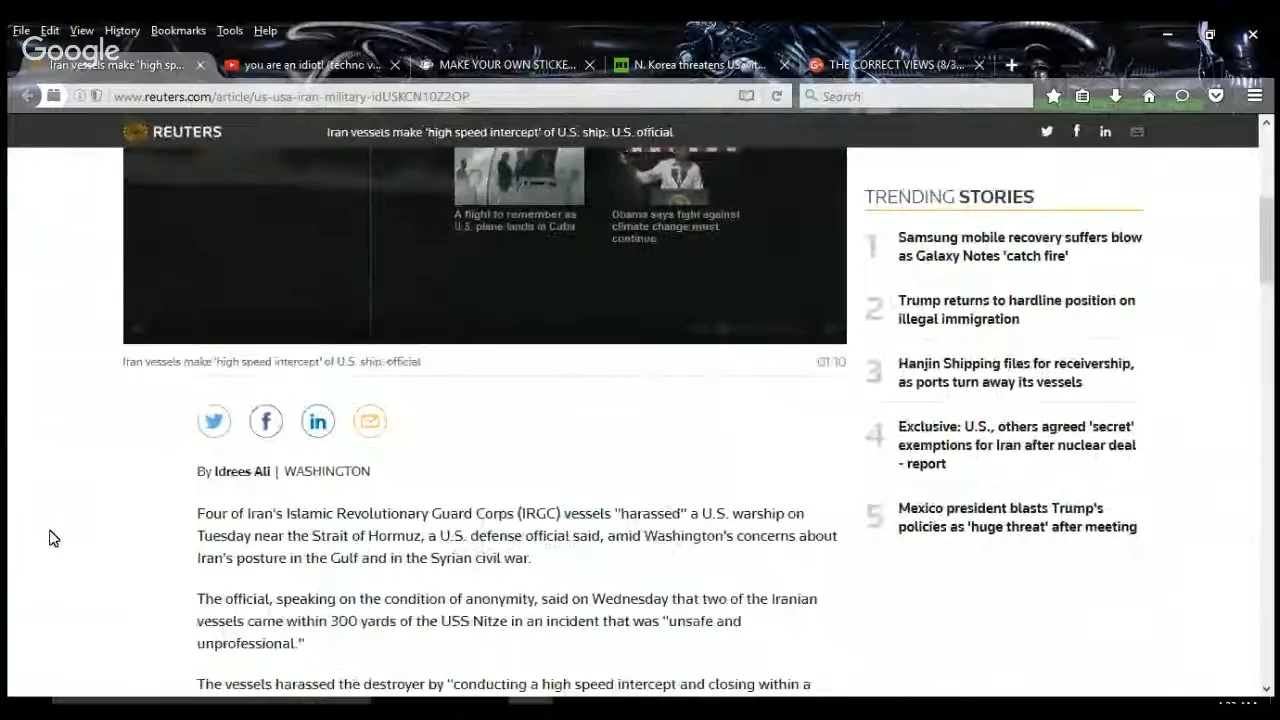 File Edit View History Bookmarks Tools Help
Google
Iran vessels make 'high sp...
you are an idiot! techno v...
MAKE YOUR OWN STICKE...
RT N. Korea threatens US, it...
G+ THE CORRECT VIEWS (8/3...
www.reuters.com/article/us-usa-iran-military-idUSKCN10Z2OP
Search
REUTERS
Iran vessels make 'high speed intercept' of U.S. ship: U.S. official
A flight to remember as
U.S. plane lands in Cuba
Obama says fight against
climate change must
continue
Iran vessels make 'high speed intercept' of U.S. ship: official
01:10
By Idrees Ali | WASHINGTON
Four of Iran's Islamic Revolutionary Guard Corps (IRGC) vessels "harassed" a U.S. warship on
Tuesday near the Strait of Hormuz, a U.S. defense official said, amid Washington's concerns about
Iran's posture in the Gulf and in the Syrian civil war.
The official, speaking on the condition of anonymity, said on Wednesday that two of the Iranian
vessels came within 300 yards of the USS Nitze in an incident that was "unsafe and
unprofessional."
The vessels harassed the destroyer by "conducting a high speed intercept and closing within a
TRENDING STORIES
1 Samsung mobile recovery suffers blow
as Galaxy Notes 'catch fire'
2 Trump returns to hardline position on
illegal immigration
3 Hanjin Shipping files for receivership,
as ports turn away its vessels
4 Exclusive: U.S., others agreed 'secret'
exemptions for Iran after nuclear deal
- report
5 Mexico president blasts Trump's
policies as 'huge threat' after meeting